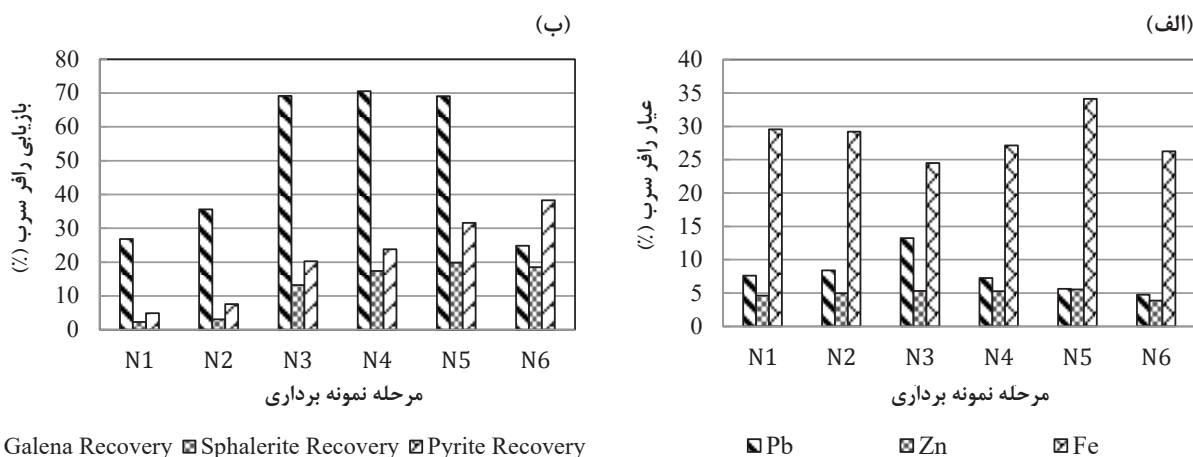 (الف)
عیار رافر سرب (٪)
40
35
30
25
20
15
10
5
0
N1 N2 N3 N4 N5 N6
مرحله نمونه برداری
Pb Zn Fe
(ب)
بازیابی رافر سرب (٪)
80
70
60
50
40
30
20
10
0
N1 N2 N3 N4 N5 N6
مرحله نمونه برداری
Galena Recovery Sphalerite Recovery Pyrite Recovery